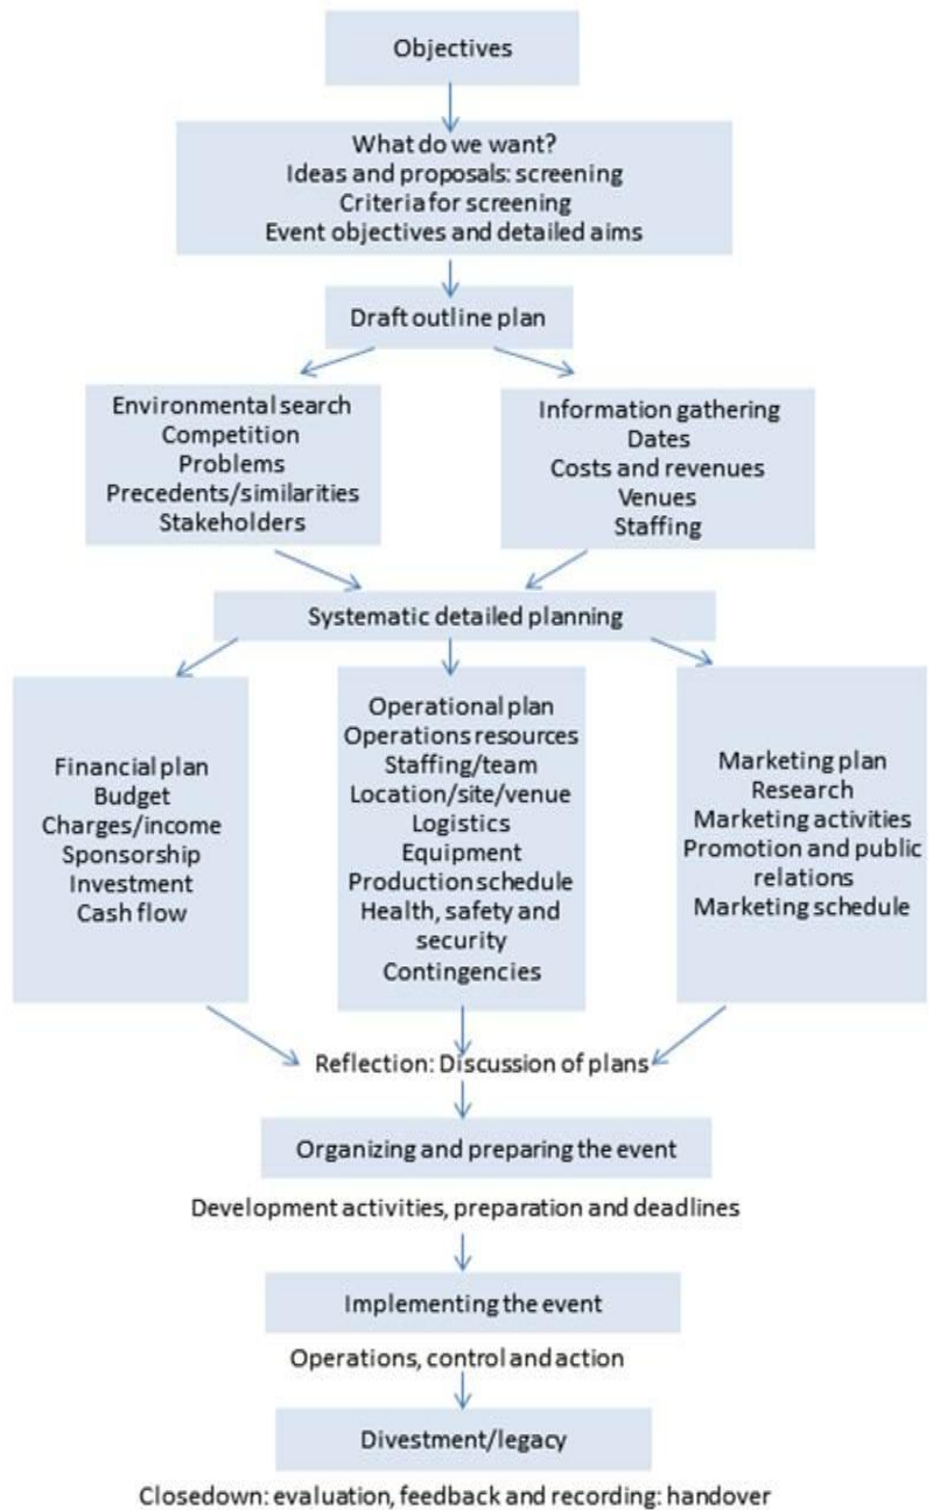 Objectives
What do we want?
Ideas and proposals: screening
Criteria for screening
Event objectives and detailed aims
Draft outline plan
Environmental search
Competition
Problems
Precedents/similarities
Stakeholders
Information gathering
Dates
Costs and revenues
Venues
Staffing
Systematic detailed planning
Financial plan
Budget
Charges/income
Sponsorship
Investment
Cash flow
Operational plan
Operations resources
Staffing/team
Location/site/venue
Logistics
Equipment
Production schedule
Health, safety and
security
Contingencies
Marketing plan
Research
Marketing activities
Promotion and public
relations
Marketing schedule
Reflection: Discussion of plans
Organizing and preparing the event
Development activities, preparation and deadlines
Implementing the event
Operations, control and action
Divestment/legacy
Closedown: evaluation, feedback and recording: handover